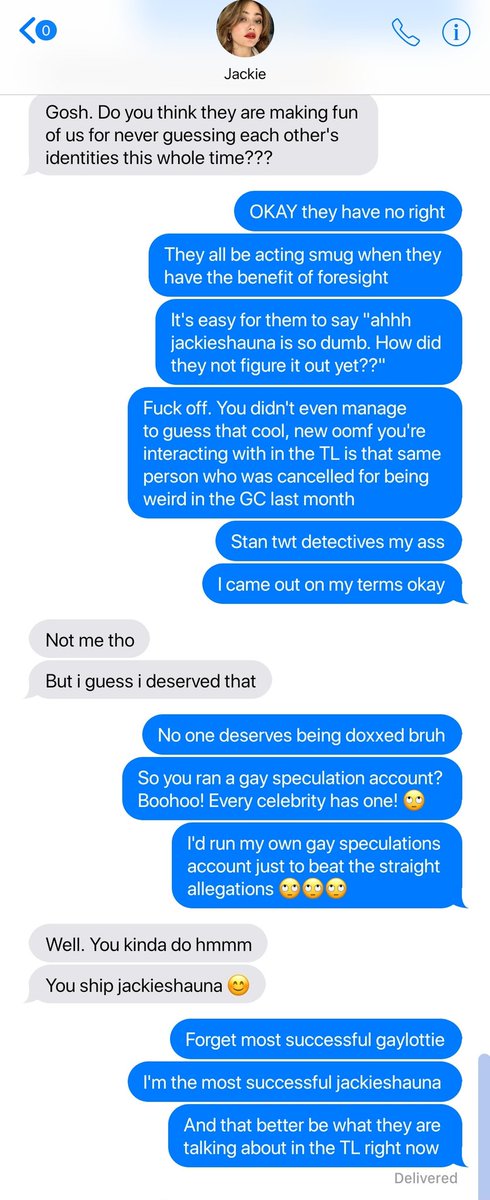 0
Jackie
Gosh. Do you think they are making fun
of us for never guessing each other's
identities this whole time???
OKAY they have no right
They all be acting smug when they
have the benefit of foresight
It's easy for them to say "ahhh
jackieshauna is so dumb. How did
they not figure it out yet??"
Fuck off. You didn't even manage
to guess that cool, new oomf you're
interacting with in the TL is that same
person who was cancelled for being
weird in the GC last month
Stan twt detectives my ass
I came out on my terms okay
Not me tho
But i guess i deserved that
No one deserves being doxxed bruh
So you ran a gay speculation account?
Boohoo! Every celebrity has one! 🙄
I'd run my own gay speculations
account just to beat the straight
allegations 🙄🙄🙄
Well. You kinda do hmmm
You ship jackieshauna 😊
Forget most successful gaylottie
I'm the most successful jackieshauna
And that better be what they are
talking about in the TL right now
Delivered